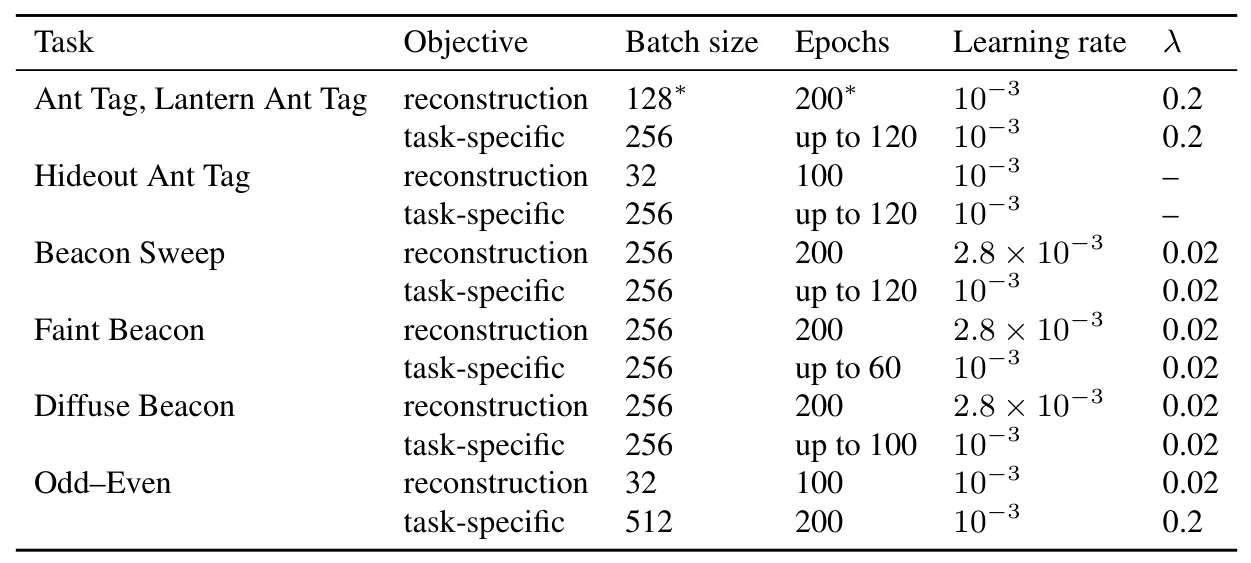 Task Objective Batch size Epochs Learning rate λ
Ant Tag, Lantern Ant Tag reconstruction 128* 200* 10⁻³ 0.2
task-specific 256 up to 120 10⁻³ 0.2
Hideout Ant Tag reconstruction 32 100 10⁻³ –
task-specific 256 up to 120 10⁻³ –
Beacon Sweep reconstruction 256 200 2.8 × 10⁻³ 0.02
task-specific 256 up to 120 10⁻³ 0.02
Faint Beacon reconstruction 256 200 2.8 × 10⁻³ 0.02
task-specific 256 up to 60 10⁻³ 0.02
Diffuse Beacon reconstruction 256 200 2.8 × 10⁻³ 0.02
task-specific 256 up to 100 10⁻³ 0.02
Odd–Even reconstruction 32 100 10⁻³ 0.02
task-specific 512 200 10⁻³ 0.2